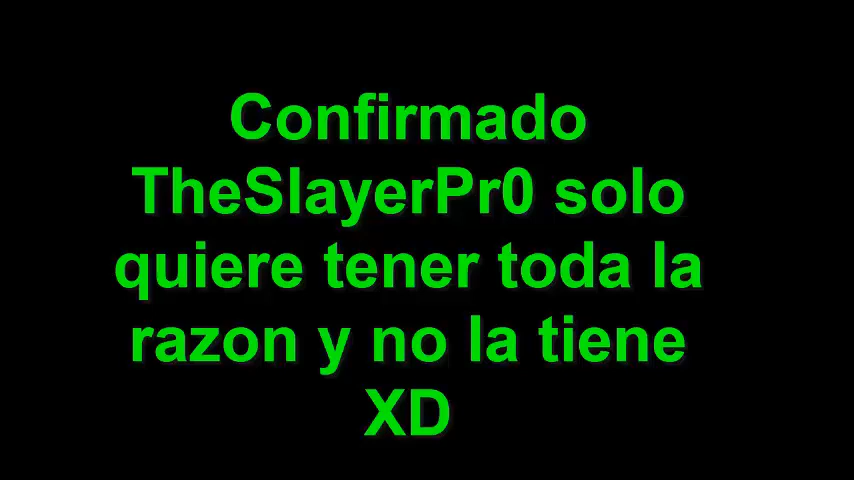 Confirmado
TheSlayerPr0 solo
quiere tener toda la
razon y no la tiene
XD